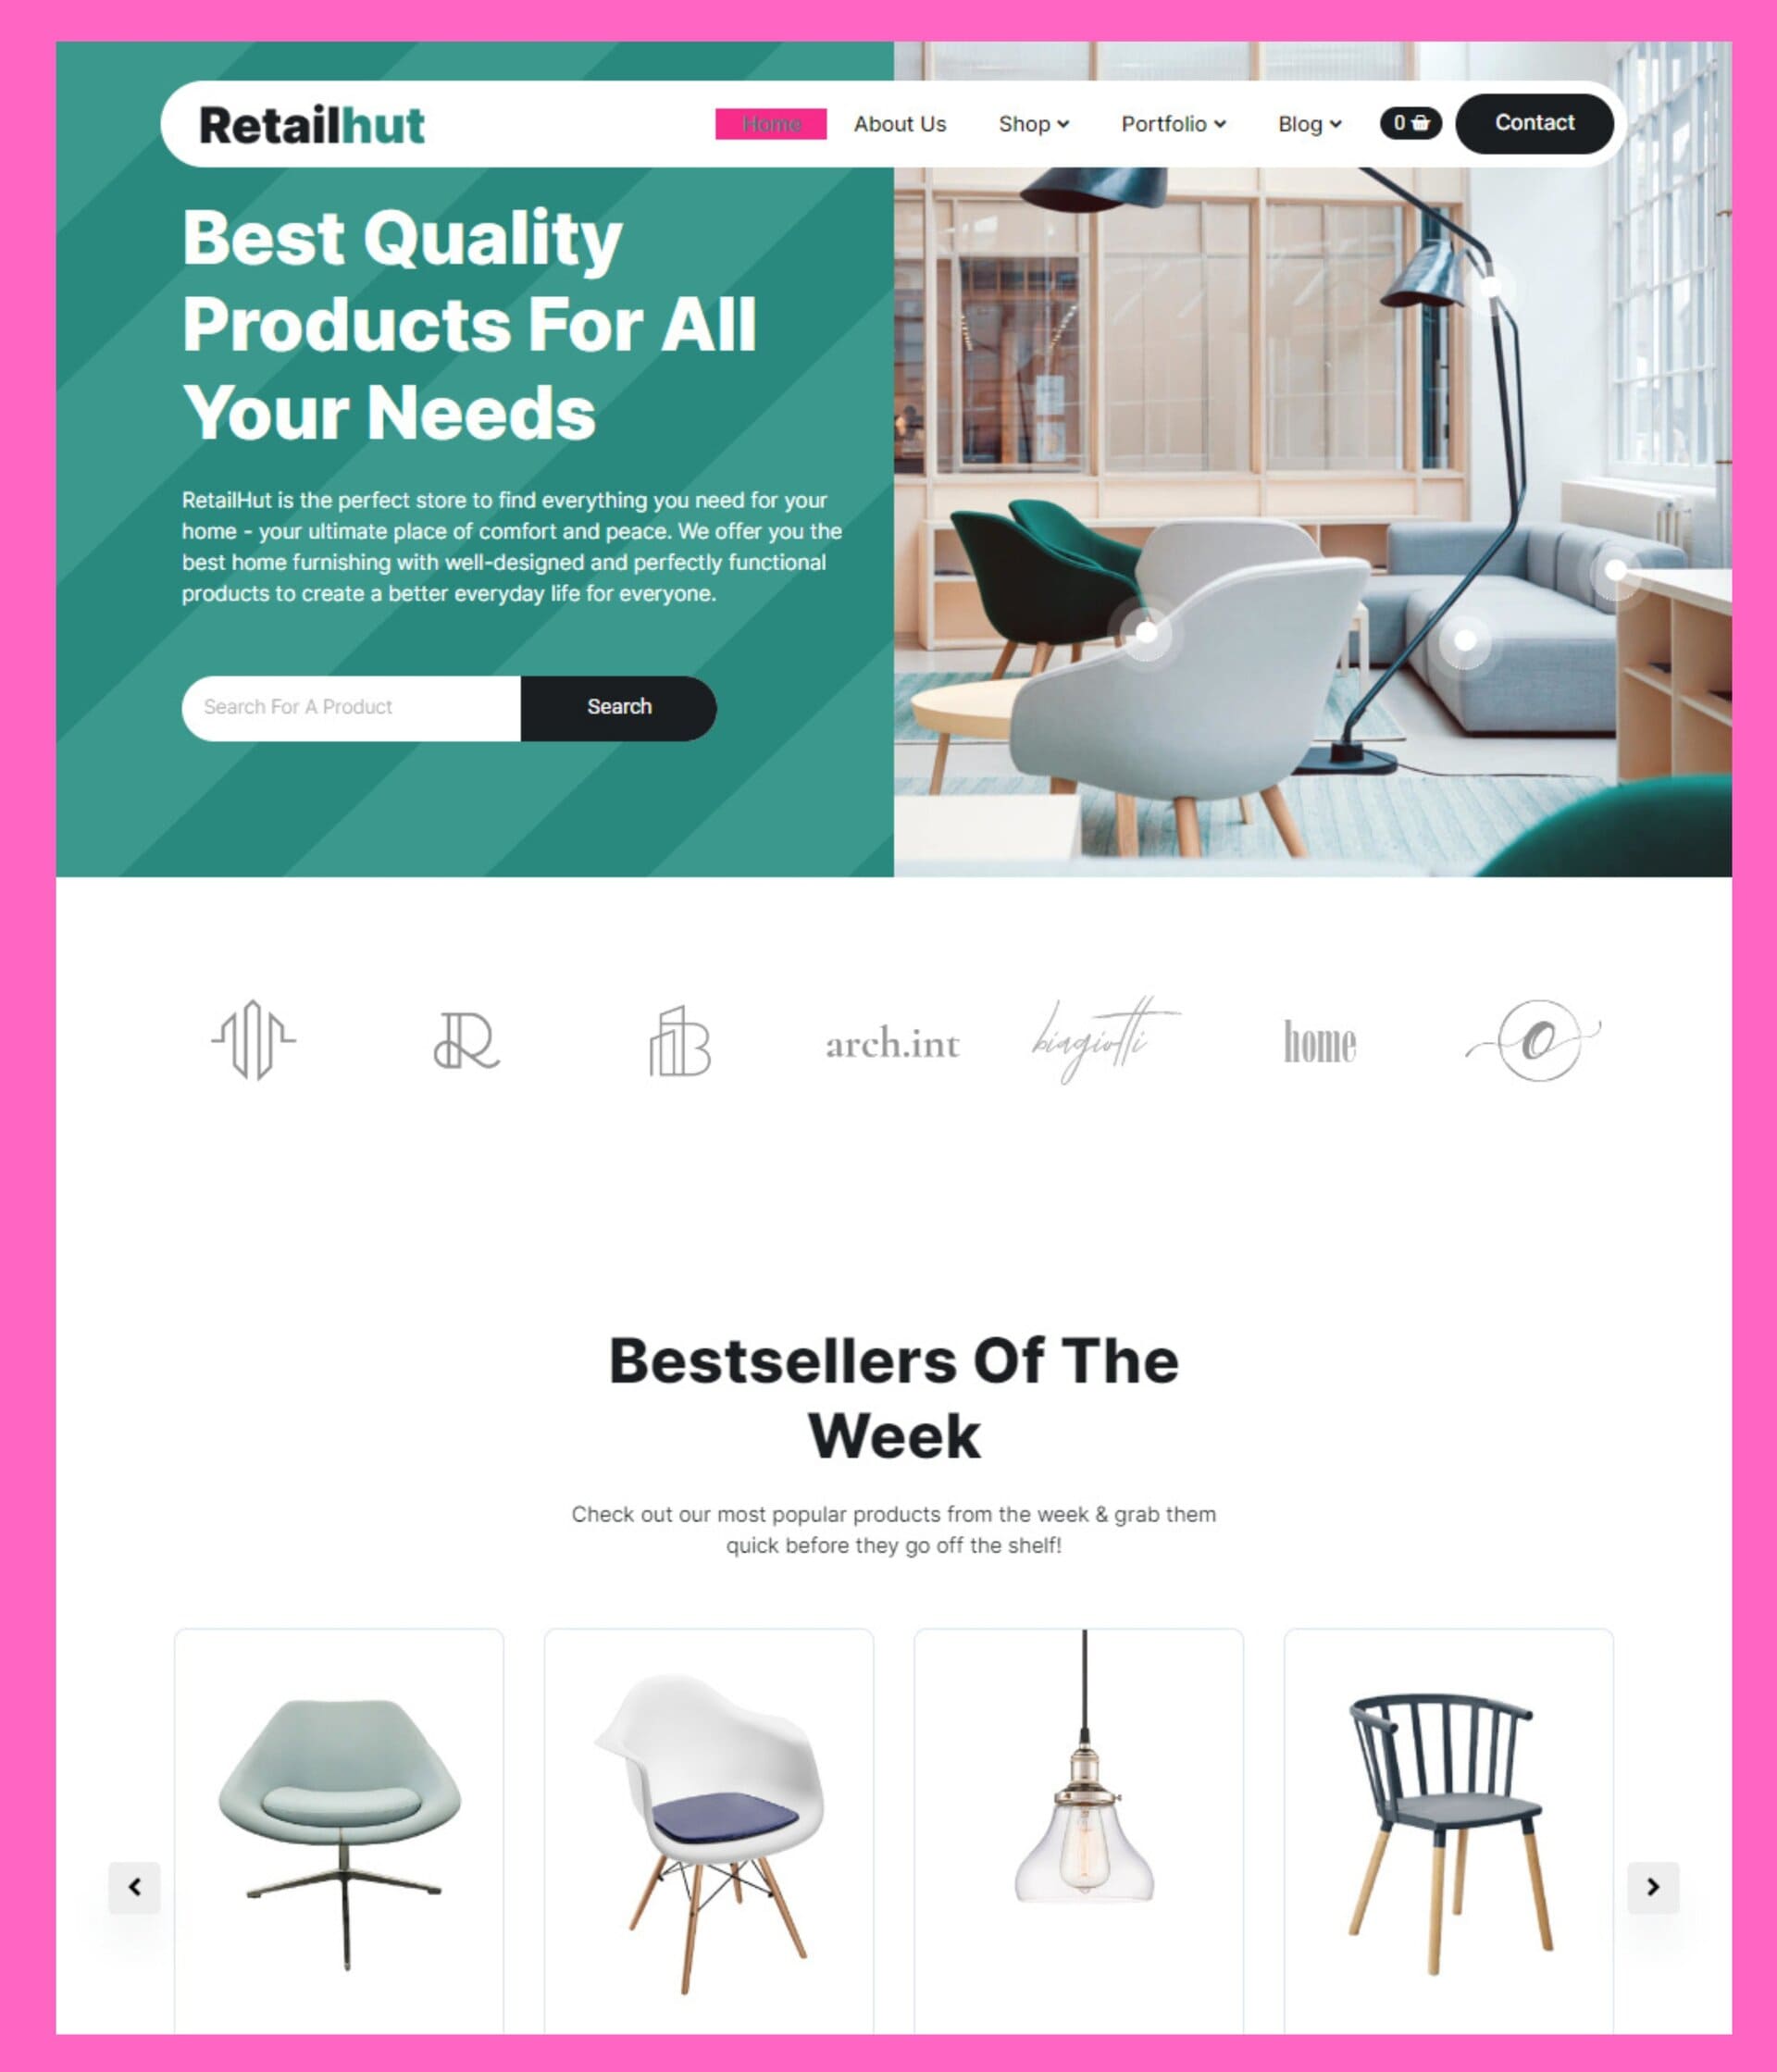 Retailhut
Home About Us Shop Portfolio Blog 0 Contact
Best Quality
Products For All
Your Needs
RetailHut is the perfect store to find everything you need for your
home - your ultimate place of comfort and peace. We offer you the
best home furnishing with well-designed and perfectly functional
products to create a better everyday life for everyone.
Search For A Product Search
R B arch.int biagiotti home o
Bestsellers Of The
Week
Check out our most popular products from the week & grab them
quick before they go off the shelf!